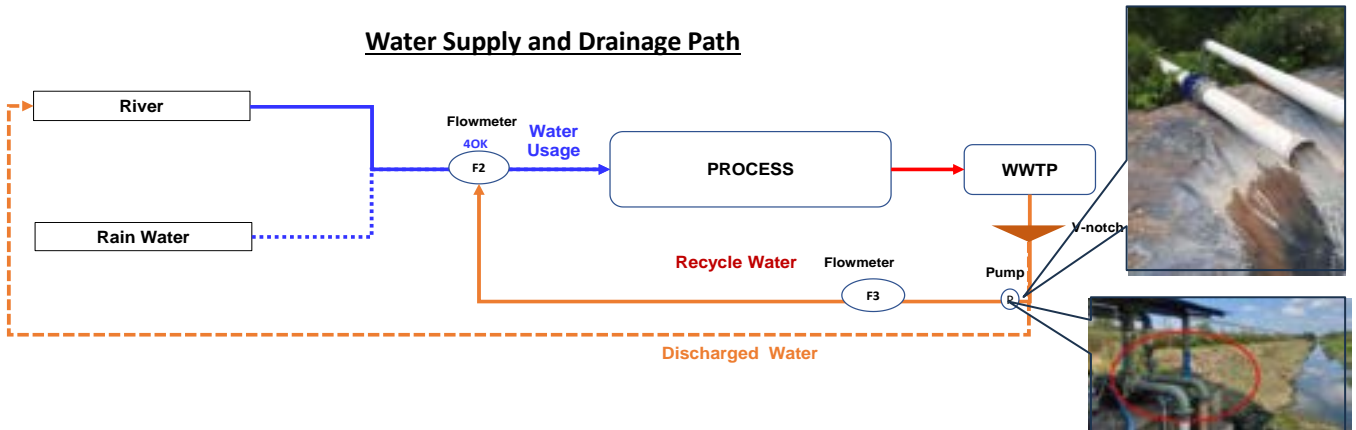 Water Supply and Drainage Path
River
Flowmeter
4OK
F2
Water
Usage
PROCESS
WWTP
V-notch
Rain Water
Recycle Water
Flowmeter
F3
Pump
P
Discharged Water